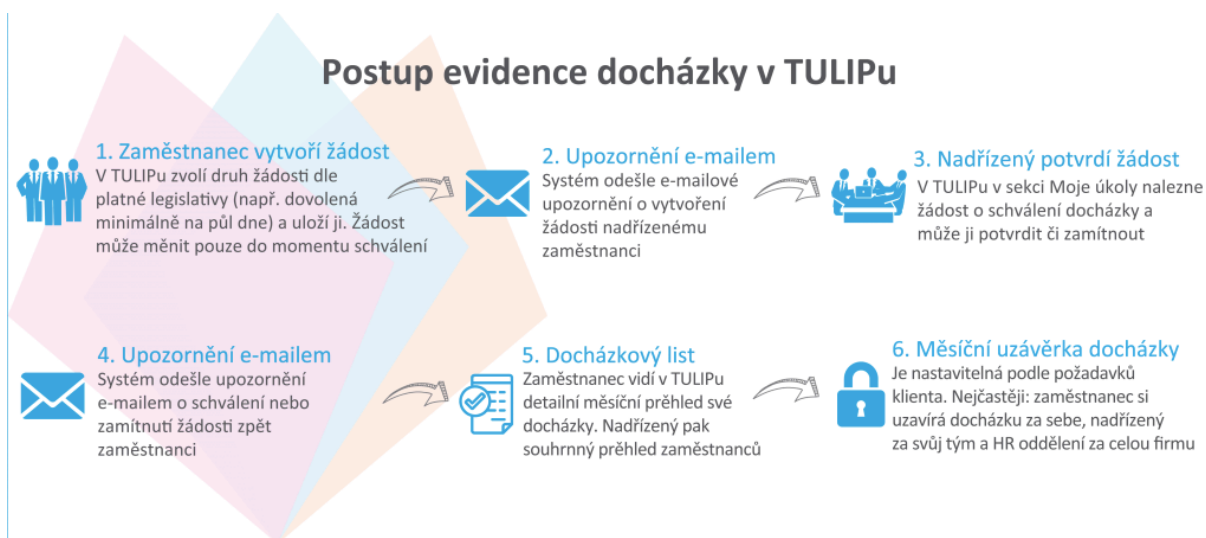 Postup evidence docházky v TULIPu
1. Zaměstnanec vytvoří žádost
V TULIPu zvolí druh žádosti dle
platné legislativy (např. dovolená
minimálně na půl dne) a uloží ji. Žádost
může měnit pouze do momentu schválení
2. Upozornění e-mailem
Systém odešle e-mailové
upozornění o vytvoření
žádosti nadřízenému
zaměstnanci
3. Nadřízený potvrdí žádost
V TULIPu v sekci Moje úkoly nalezne
žádost o schválení docházky a
může ji potvrdit či zamítnout
4. Upozornění e-mailem
Systém odešle upozornění
e-mailem o schválení nebo
zamítnutí žádosti zpět
zaměstnanci
5. Docházkový list
Zaměstnanec vidí v TULIPu
detailní měsíční prěhled své
docházky. Nadřízený pak
souhrnný prěhled zaměstnanců
6. Měsíční uzávěrka docházky
Je nastavitelná podle požadavků
klienta. Nejčastěji: zaměstnanec si
uzavírá docházku za sebe, nadřízený
za svůj tým a HR oddělení za celou firmu